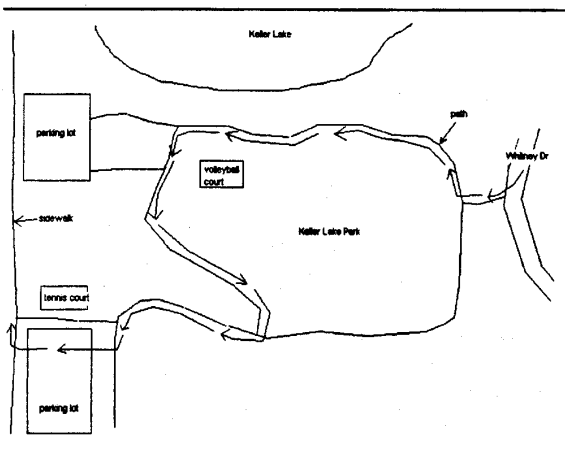 Keller Lake
path
parking lot
Whitney Dr
volleyball
court
sidewalk
Keller Lake Park
tennis court
parking lot